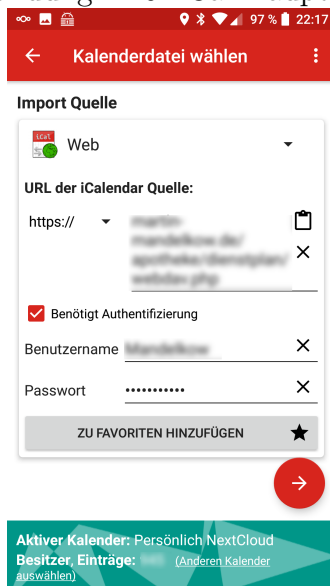 97 % 22:17
Kalenderdatei wählen
Import Quelle
iCal
Web
URL der iCalendar Quelle:
https://
Benötigt Authentifizierung
Benutzername
Passwort •••••••••••
ZU FAVORITEN HINZUFÜGEN
Aktiver Kalender: Persönlich NextCloud
Besitzer, Einträge: (Anderen Kalender
auswählen)